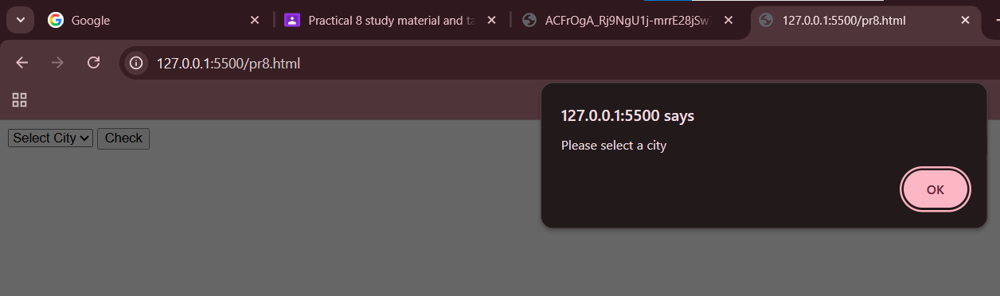 Google
Practical 8 study material and ta
ACFrOgA_Rj9NgU1j-mrrE28jSw
127.0.0.1:5500/pr8.html
127.0.0.1:5500/pr8.html
127.0.0.1:5500 says
Please select a city
OK
Select City
Check